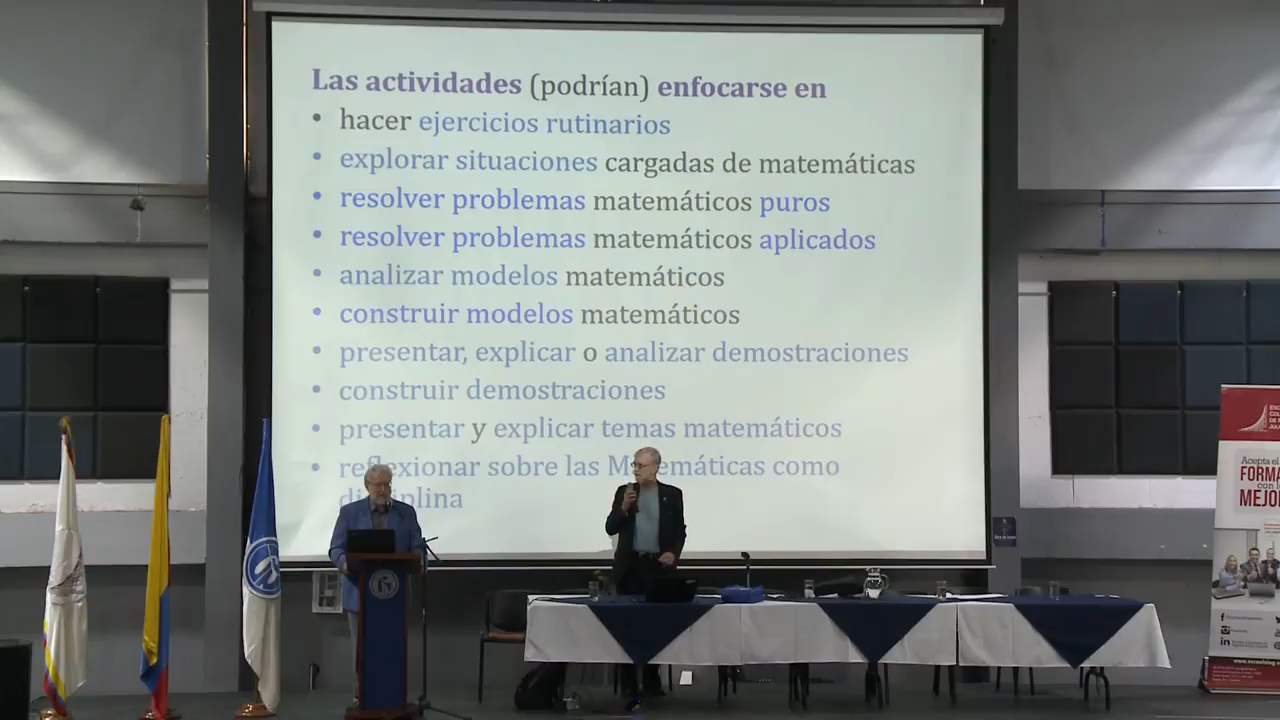 Las actividades (podrían) enfocarse en
• hacer ejercicios rutinarios
• explorar situaciones cargadas de matemáticas
• resolver problemas matemáticos puros
• resolver problemas matemáticos aplicados
• analizar modelos matemáticos
• construir modelos matemáticos
• presentar, explicar o analizar demostraciones
• construir demostraciones
• presentar y explicar temas matemáticos
• reflexionar sobre las Matemáticas como
disciplina
Acepta el
FORMA
con l
MEJO